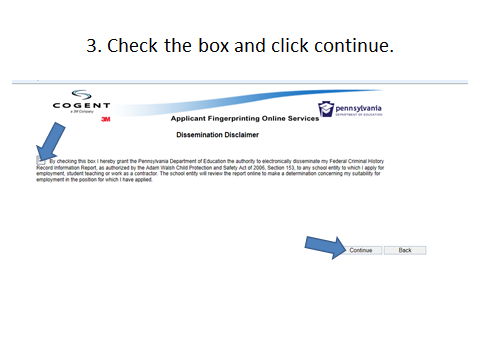 3. Check the box and click continue.
COGENT
a 3M Company
3M
Applicant Fingerprinting Online Services
pennsylvania
DEPARTMENT OF EDUCATION
Dissemination Disclaimer
By checking this box I hereby grant the Pennsylvania Department of Education the authority to electronically disseminate my Federal Criminal History
Record Information Report, as authorized by the Adam Walsh Child Protection and Safety Act of 2006, Section 153, to any school entity to which I apply for
employment, student teaching or work as a contractor. The school entity will review the report online to make a determination concerning my suitability for
employment in the position for which I have applied.
Continue
Back